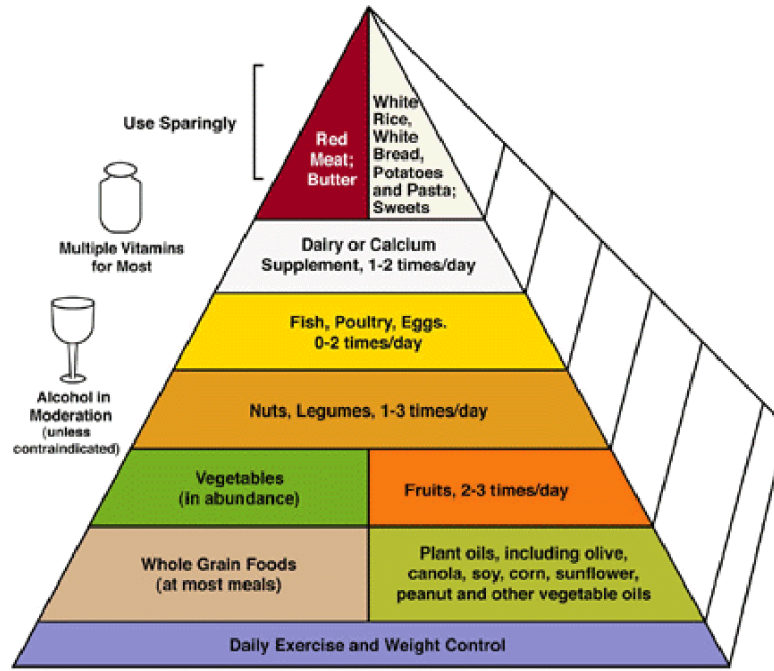 Use Sparingly
Red
Meat;
Butter
White
Rice,
White
Bread,
Potatoes
and Pasta;
Sweets
Multiple Vitamins
for Most
Dairy or Calcium
Supplement, 1-2 times/day
Fish, Poultry, Eggs.
0-2 times/day
Alcohol in
Moderation
(unless
contraindicated)
Nuts, Legumes, 1-3 times/day
Vegetables
(in abundance)
Fruits, 2-3 times/day
Whole Grain Foods
(at most meals)
Plant oils, including olive,
canola, soy, corn, sunflower,
peanut and other vegetable oils
Daily Exercise and Weight Control